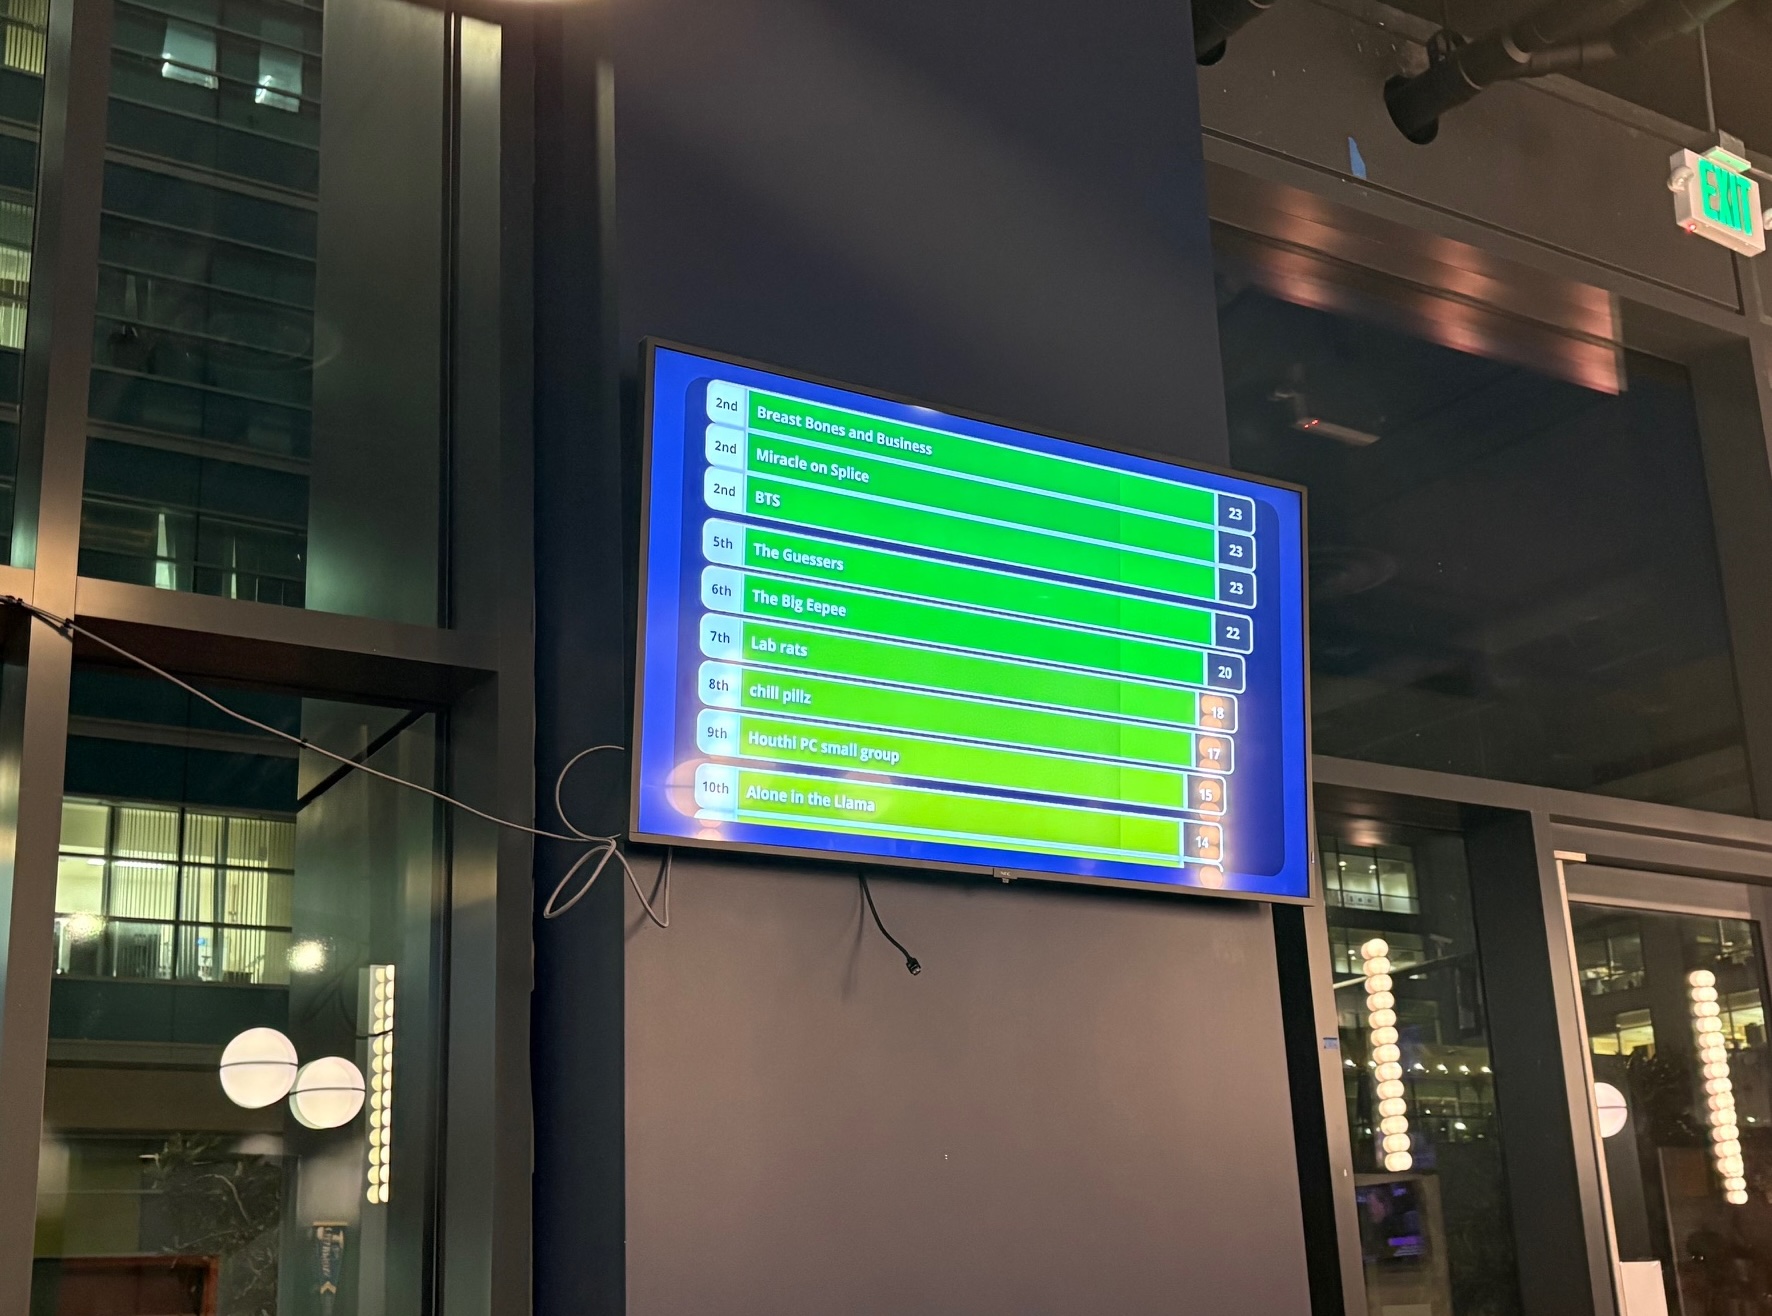 2nd Breast Bones and Business 23
2nd Miracle on Splice 23
2nd BTS 23
5th The Guessers 22
6th The Big Eepee 20
7th Lab rats 18
8th chill pillz 17
9th Houthi PC small group 15
10th Alone in the Llama 14
EXIT